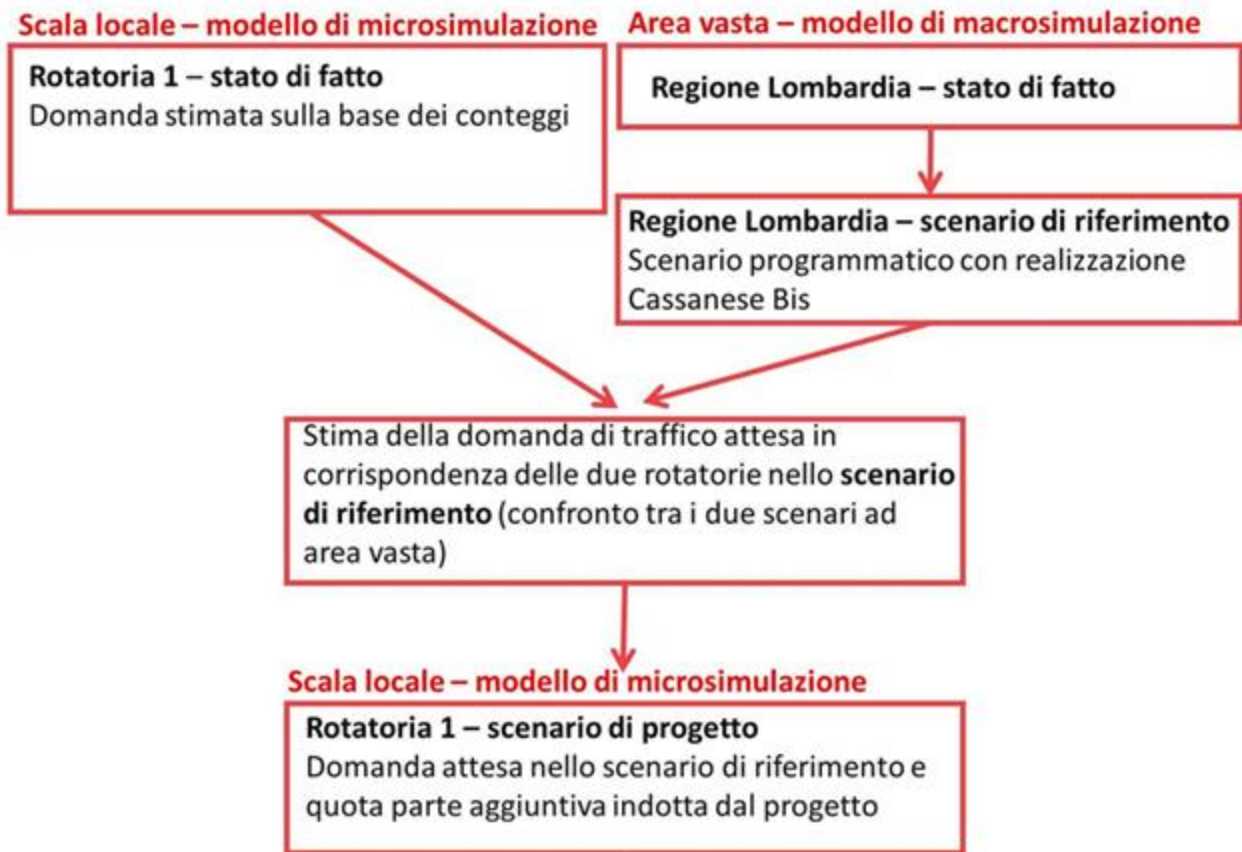 Scala locale – modello di microsimulazione
Rotatoria 1 – stato di fatto
Domanda stimata sulla base dei conteggi
Area vasta – modello di macrosimulazione
Regione Lombardia – stato di fatto
Regione Lombardia – scenario di riferimento
Scenario programmatico con realizzazione
Cassanese Bis
Stima della domanda di traffico attesa in
corrispondenza delle due rotatorie nello scenario
di riferimento (confronto tra i due scenari ad
area vasta)
Scala locale – modello di microsimulazione
Rotatoria 1 – scenario di progetto
Domanda attesa nello scenario di riferimento e
quota parte aggiuntiva indotta dal progetto